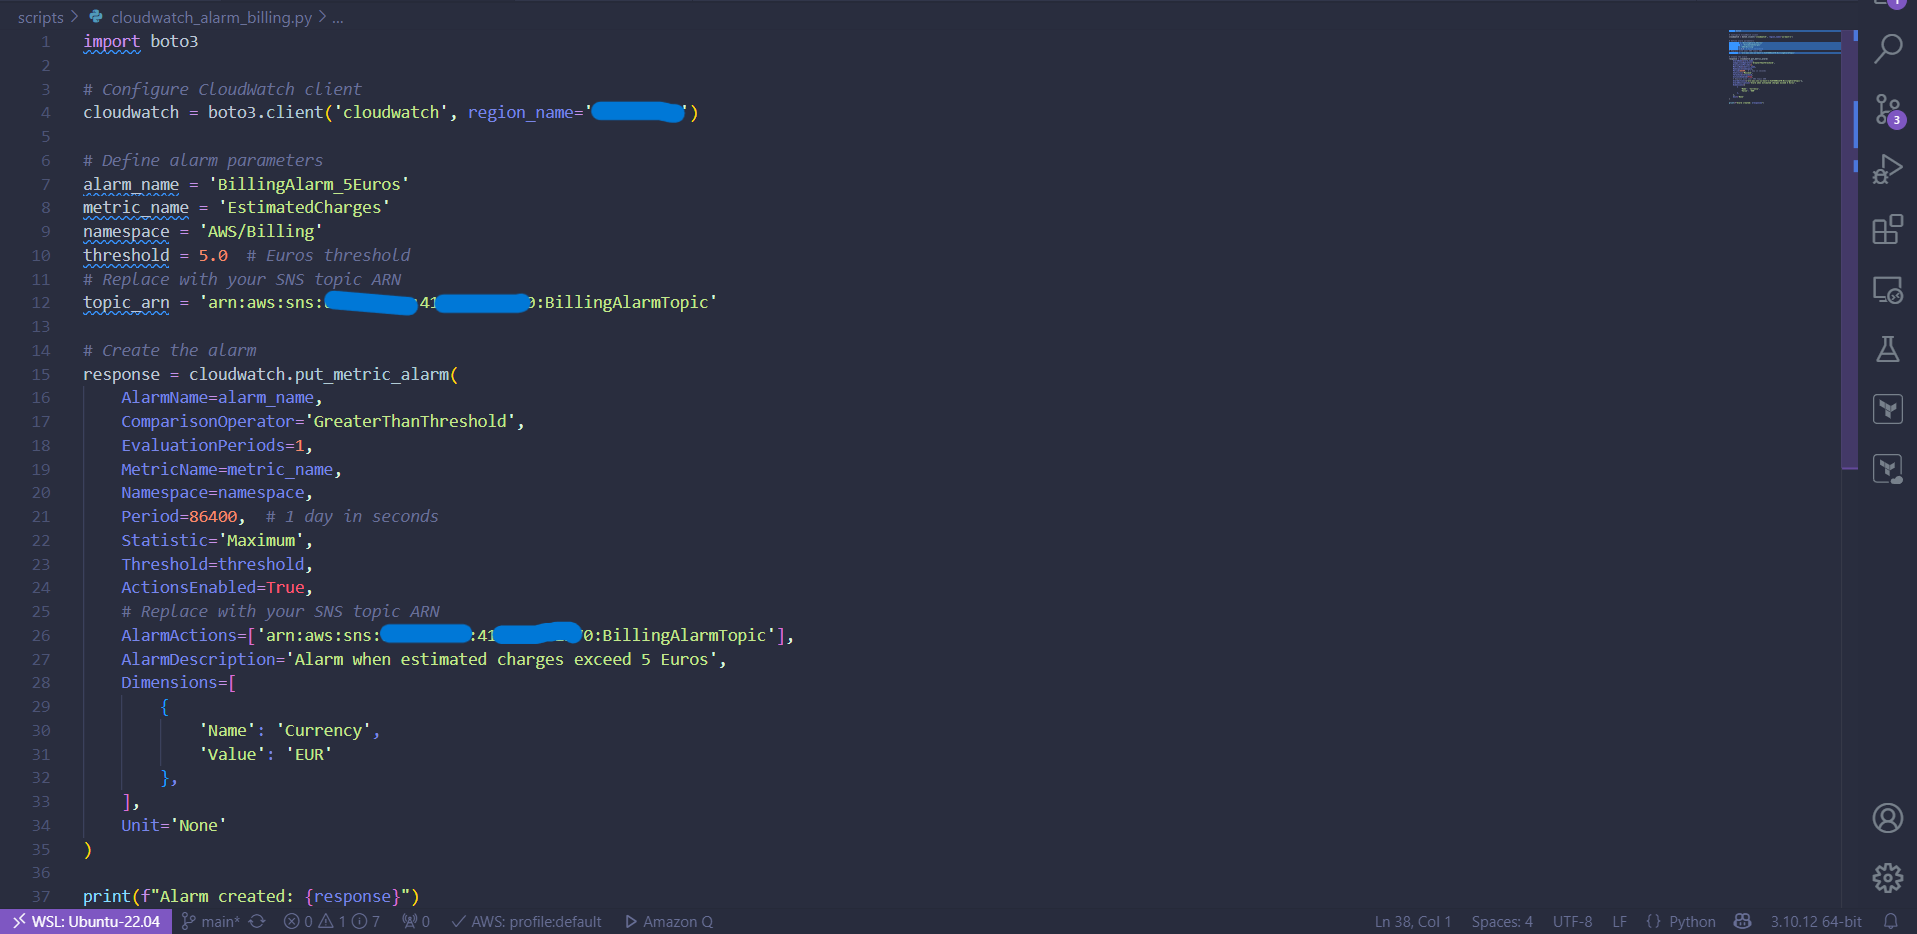 scripts > cloudwatch_alarm_billing.py > ...
1 import boto3
2
3 # Configure CloudWatch client
4 cloudwatch = boto3.client('cloudwatch', region_name='')
5
6 # Define alarm parameters
7 alarm_name = 'BillingAlarm_5Euros'
8 metric_name = 'EstimatedCharges'
9 namespace = 'AWS/Billing'
10 threshold = 5.0  # Euros threshold
11 # Replace with your SNS topic ARN
12 topic_arn = 'arn:aws:sns: :41 0:BillingAlarmTopic'
13
14 # Create the alarm
15 response = cloudwatch.put_metric_alarm(
16 AlarmName=alarm_name,
17 ComparisonOperator='GreaterThanThreshold',
18 EvaluationPeriods=1,
19 MetricName=metric_name,
20 Namespace=namespace,
21 Period=86400,  # 1 day in seconds
22 Statistic='Maximum',
23 Threshold=threshold,
24 ActionsEnabled=True,
25 # Replace with your SNS topic ARN
26 AlarmActions=['arn:aws:sns: :41 0:BillingAlarmTopic'],
27 AlarmDescription='Alarm when estimated charges exceed 5 Euros',
28 Dimensions=[
29 {
30 'Name': 'Currency',
31 'Value': 'EUR'
32 },
33 ],
34 Unit='None'
35 )
36
37 print(f"Alarm created: {response}")
1
3
WSL: Ubuntu-22.04 main* 0 1 7 0 AWS: profile:default Amazon Q Ln 38, Col 1 Spaces: 4 UTF-8 LF {} Python 3.10.12 64-bit